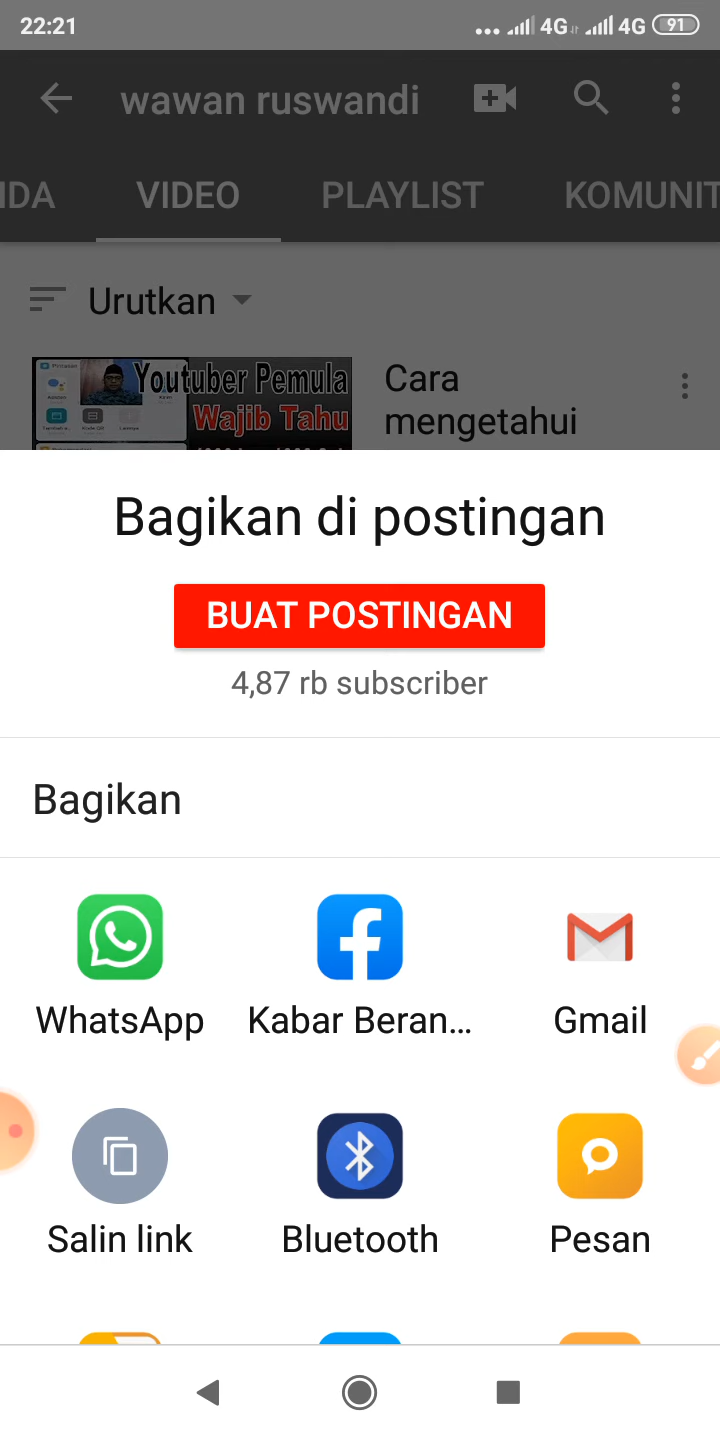 22:21 4G 4G 91
wawan ruswandi
NDA VIDEO PLAYLIST KOMUNIT
Urutkan
Youtuber Pemula
Wajib Tahu
Cara
mengetahui
Bagikan di postingan
BUAT POSTINGAN
4,87 rb subscriber
Bagikan
WhatsApp Kabar Beran... Gmail
Salin link Bluetooth Pesan